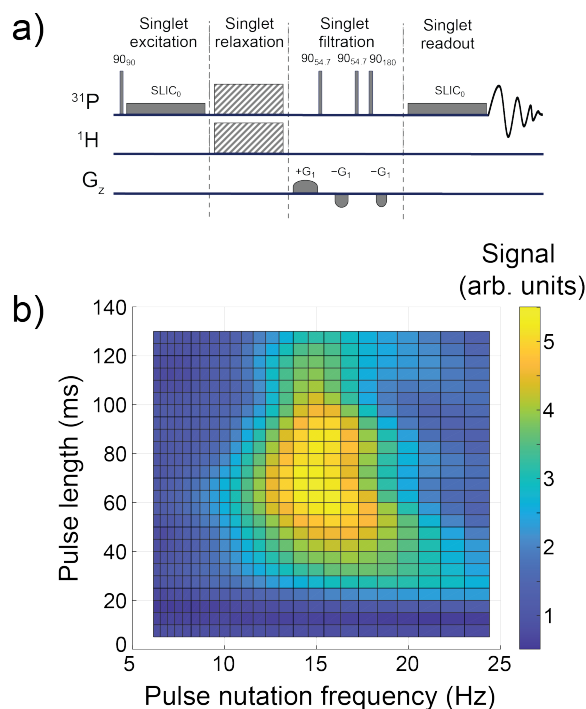 a)
Singlet excitation
Singlet relaxation
Singlet filtration
Singlet readout
90₉₀
SLIC₀
90₅₄.₇
90₅₄.₇
90₁₈₀
SLIC₀
³¹P
¹H
G_z
+G₁
−G₁
−G₁
b)
Signal
(arb. units)
140
120
100
80
60
40
20
0
Pulse length (ms)
5
10
15
20
25
Pulse nutation frequency (Hz)
5
4
3
2
1